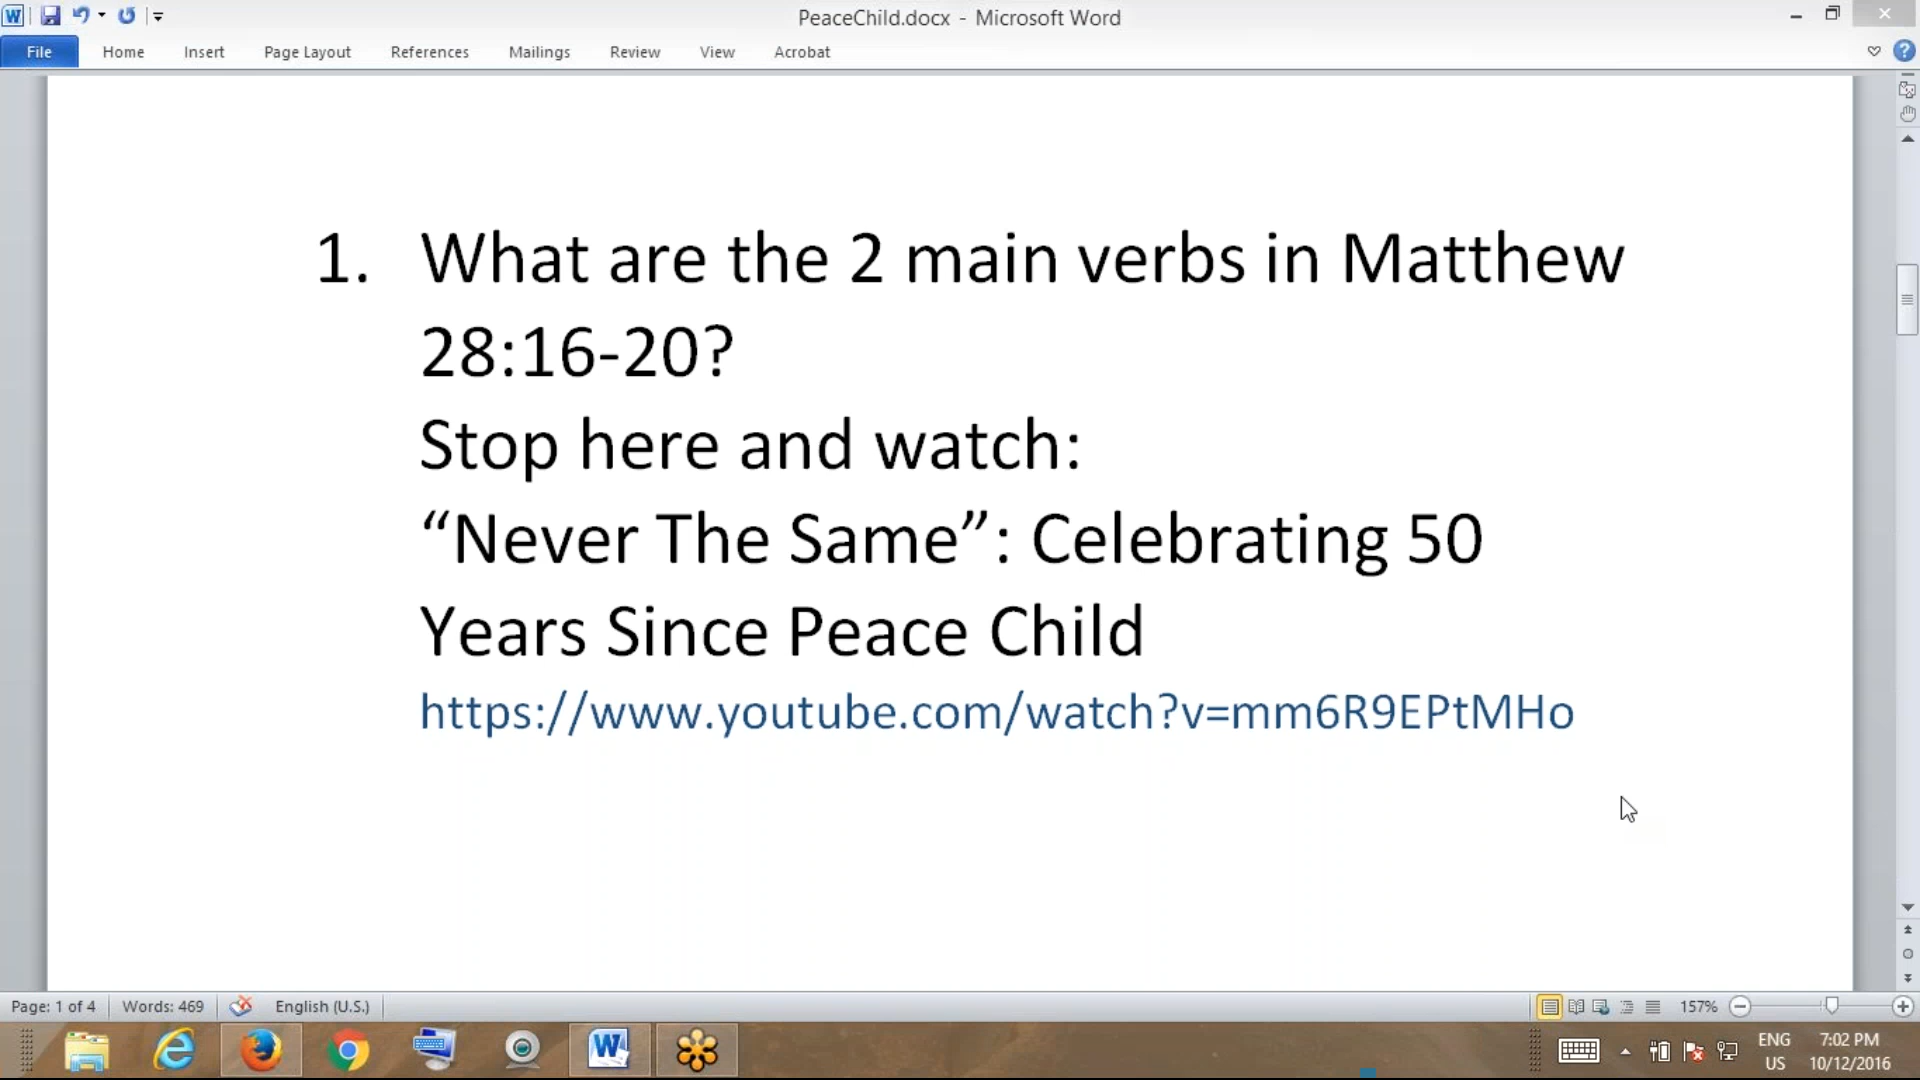 PeaceChild.docx - Microsoft Word
File Home Insert Page Layout References Mailings Review View Acrobat
1. What are the 2 main verbs in Matthew
28:16-20?
Stop here and watch:
“Never The Same”: Celebrating 50
Years Since Peace Child
https://www.youtube.com/watch?v=mm6R9EPtMHo
Page: 1 of 4 Words: 469 English (U.S.) 157%
ENG 7:02 PM
US 10/12/2016